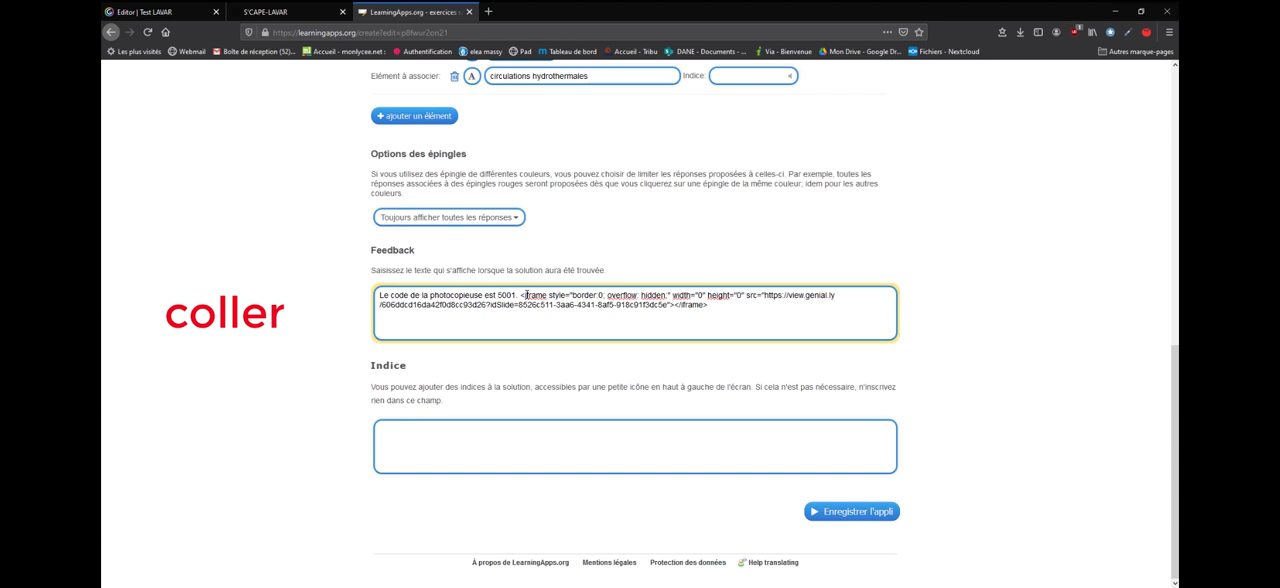 Editor | Test LAVAR
S'CAPE-LAVAR
LearningApps.org - exercices
https://learningapps.org/create?edit=p8fwur2on21
Les plus visités
Webmail
Boîte de réception (52)...
Accueil - monlycee.net :
Authentification
elea massy
Pad
Tableau de bord
Accueil - Tribu
DANE - Documents - ...
Via - Bienvenue
Mon Drive - Google Dr...
Fichiers - Nextcloud
Autres marque-pages
Elément à associer:
A
circulations hydrothermales
Indice:
ajouter un élément
Options des épingles
Si vous utilisez des épingle de différentes couleurs, vous pouvez choisir de limiter les réponses proposées à celles-ci. Par exemple, toutes les
réponses associées à des épingles rouges seront proposées dès que vous cliquerez sur une épingle de la même couleur; idem pour les autres
couleurs.
Toujours afficher toutes les réponses
Feedback
Saisissez le texte qui s'affiche lorsque la solution aura été trouvée.
Le code de la photocopieuse est 5001. <iframe style="border:0; overflow: hidden;" width="0" height="0" src="https://view.genial.ly
/606ddcd16da42f0d8cc93d26?idSlide=8526c511-3aa6-4341-8af5-918c91f3dc5e"></iframe>
coller
Indice
Vous pouvez ajouter des indices à la solution, accessibles par une petite icône en haut à gauche de l'écran. Si cela n'est pas nécessaire, n'inscrivez
rien dans ce champ.
Enregistrer l'appli
À propos de LearningApps.org
Mentions légales
Protection des données
Help translating